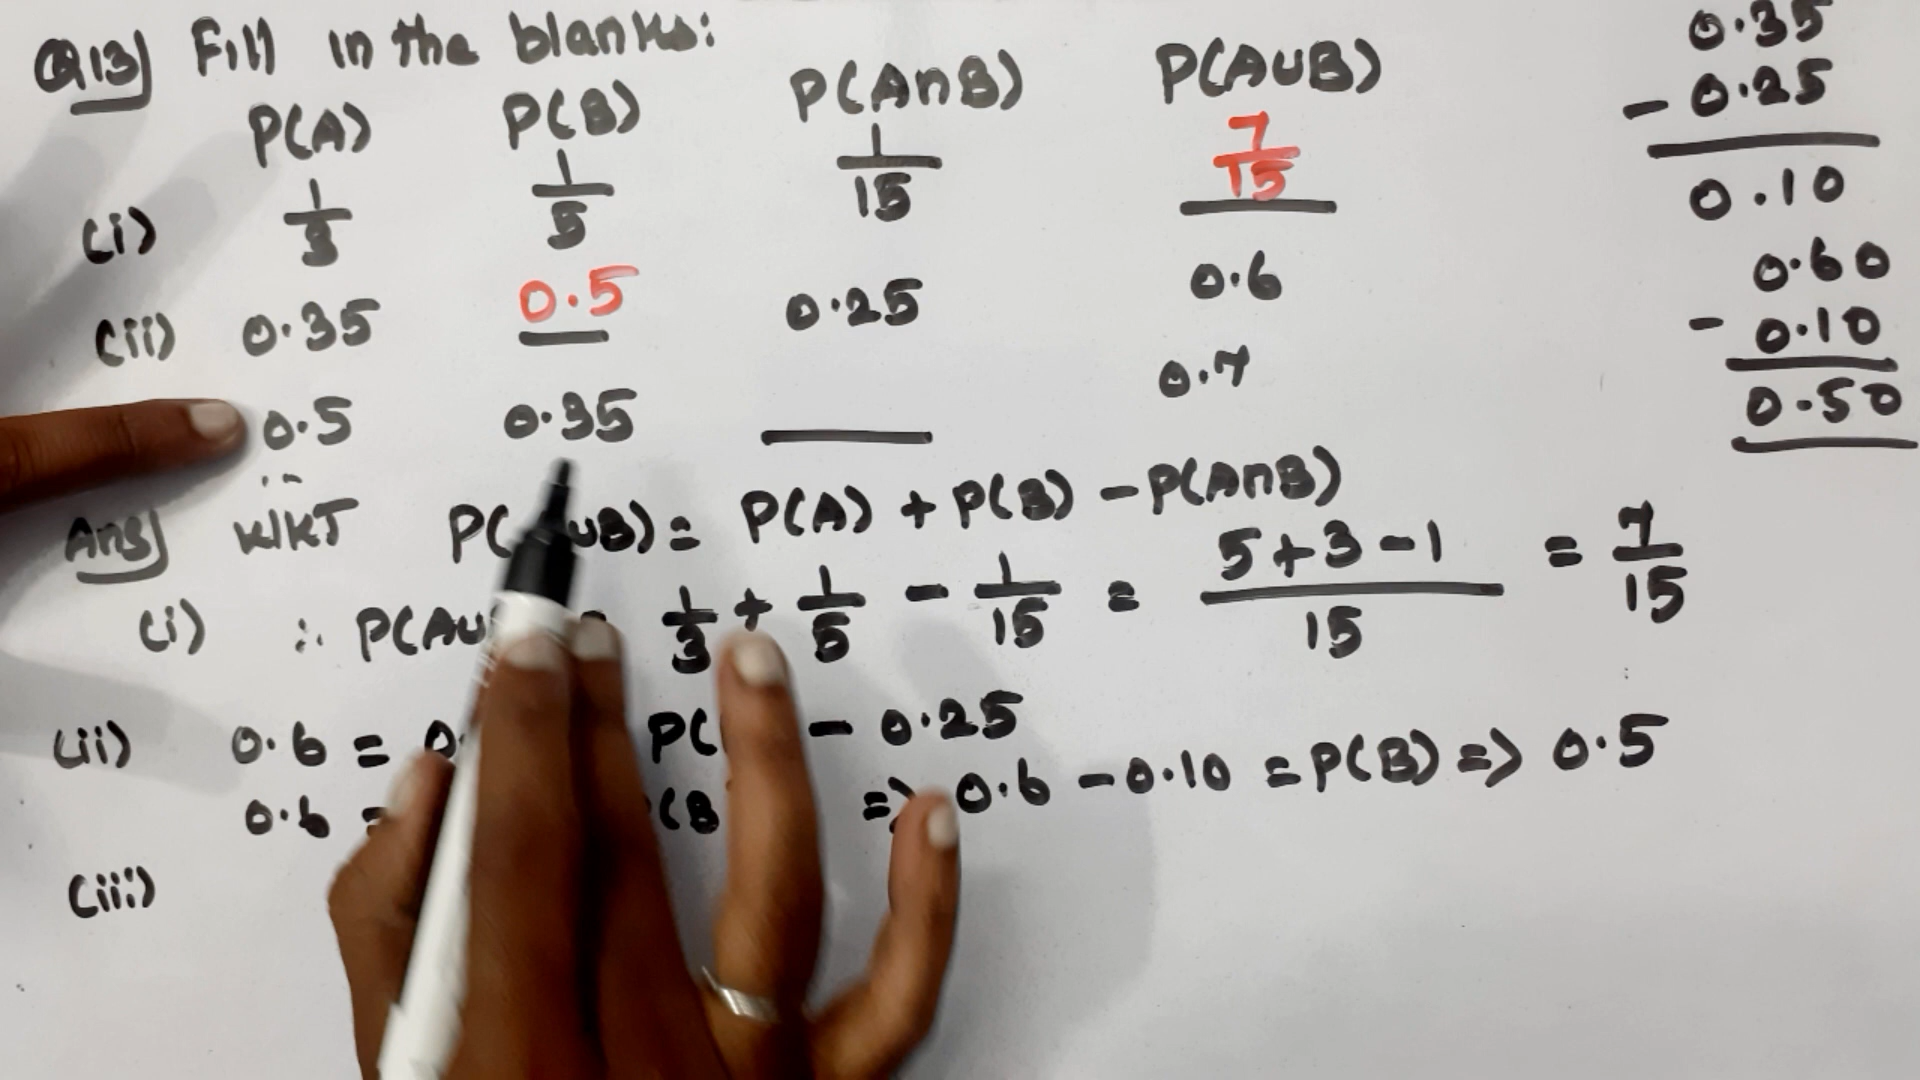 Q13) Fill in the blanks:
P(A) P(B) P(A∩B) P(A∪B)
(i) 1/3 1/5 1/15 7/15
(ii) 0.35 0.5 0.25 0.6
0.5 0.35 ____ 0.7
Ans) WKT P( ∪B) = P(A) + P(B) - P(A∩B)
(i) ∴ P(A∪ 1/3 + 1/5 - 1/15 = 5+3-1/15 = 7/15
(ii) 0.6 = 0. P( - 0.25
0.6 = (B => 0.6 - 0.10 = P(B) => 0.5
(iii)
0.35
- 0.25
0.10
0.60
- 0.10
0.50